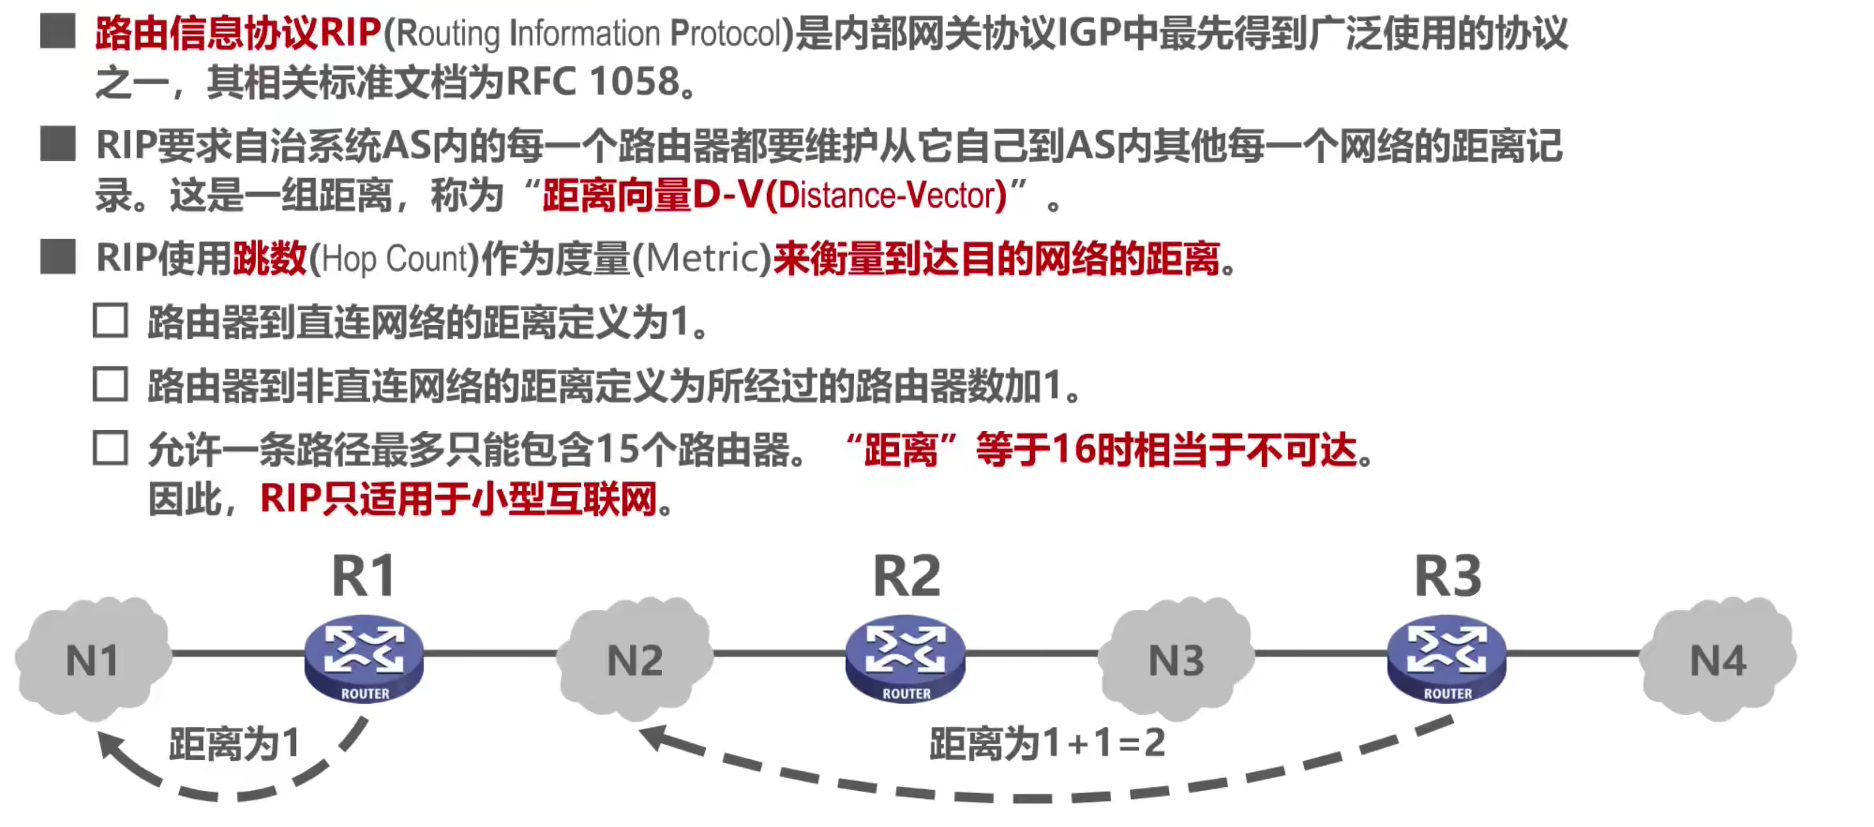 路由信息协议RIP(Routing Information Protocol)是内部网关协议IGP中最先得到广泛使用的协议
之一，其相关标准文档为RFC 1058。
RIP要求自治系统AS内的每一个路由器都要维护从它自己到AS内其他每一个网络的距离记
录。这是一组距离，称为“距离向量D-V(Distance-Vector)”。
RIP使用跳数(Hop Count)作为度量(Metric)来衡量到达目的网络的距离。
路由器到直连网络的距离定义为1。
路由器到非直连网络的距离定义为所经过的路由器数加1。
允许一条路径最多只能包含15个路由器。“距离”等于16时相当于不可达。
因此，RIP只适用于小型互联网。
R1 R2 R3
N1 N2 N3 N4
ROUTER ROUTER ROUTER
距离为1 距离为1+1=2